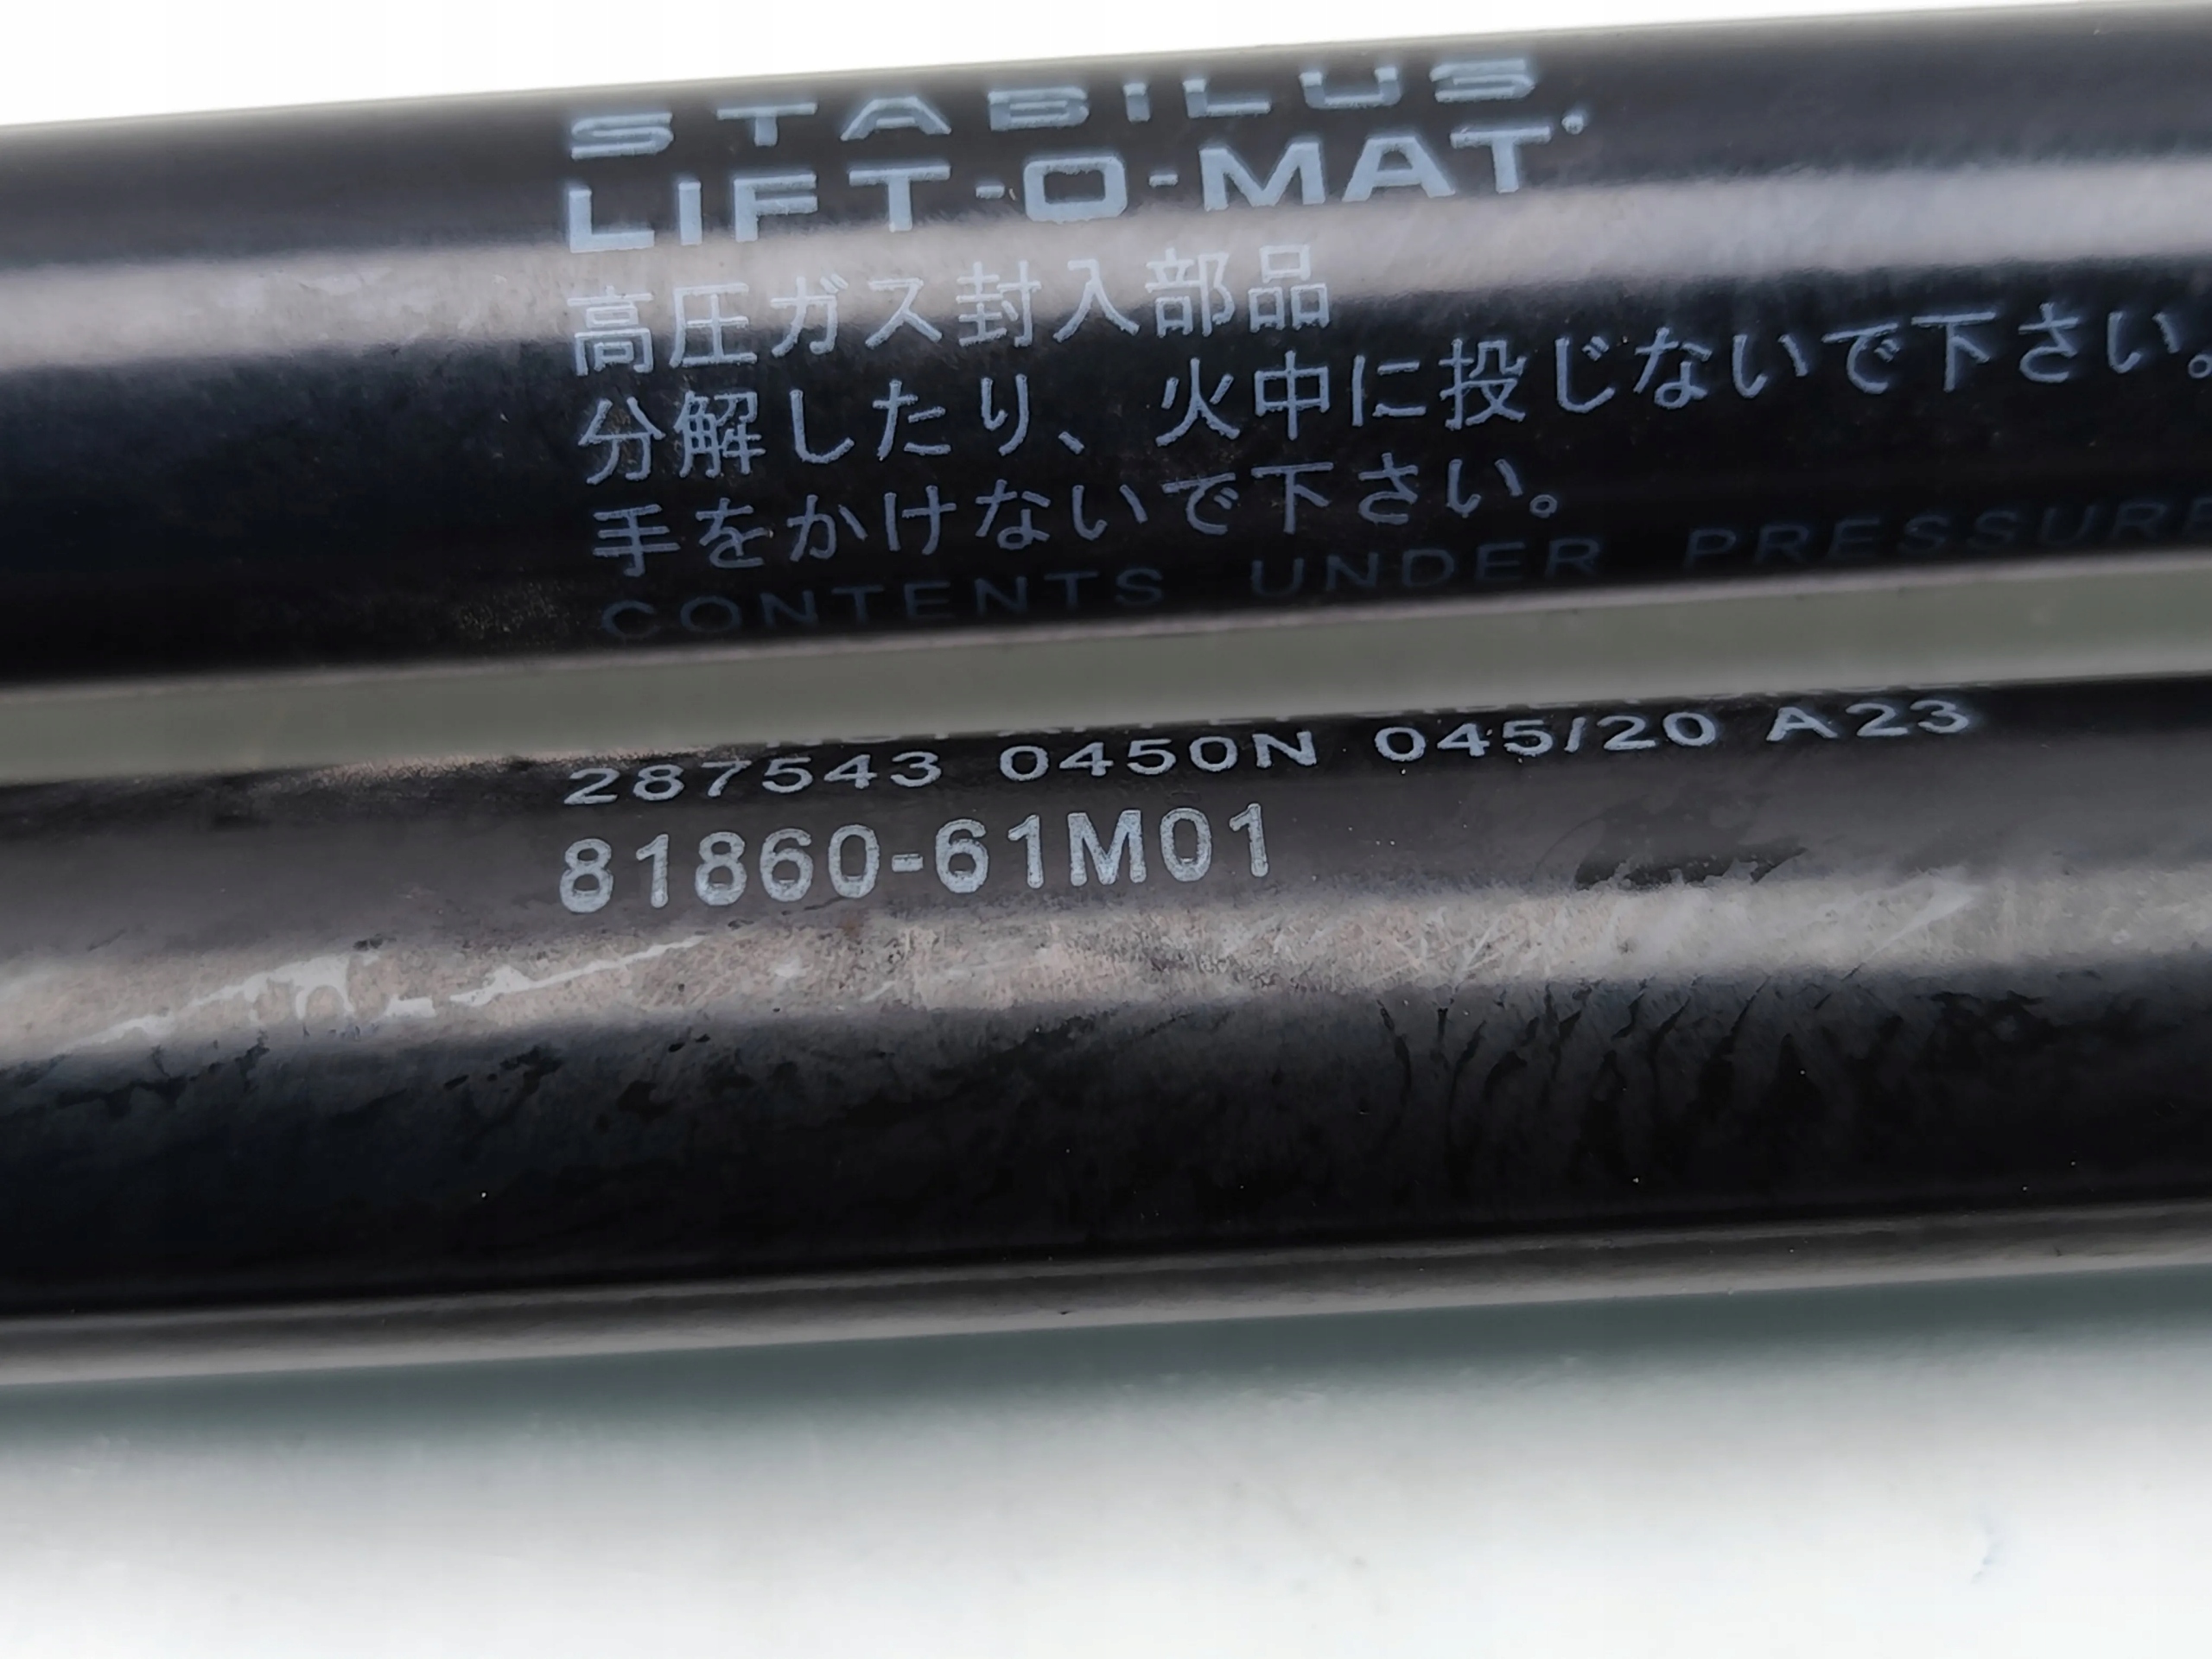 STABILUS
LIFT-O-MAT
高圧ガス封入部品
分解したり、火中に投じないで下さい。
手をかけないで下さい。
CONTENTS UNDER PRESSURE
287543 0450N 045/20 A23
81860-61M01